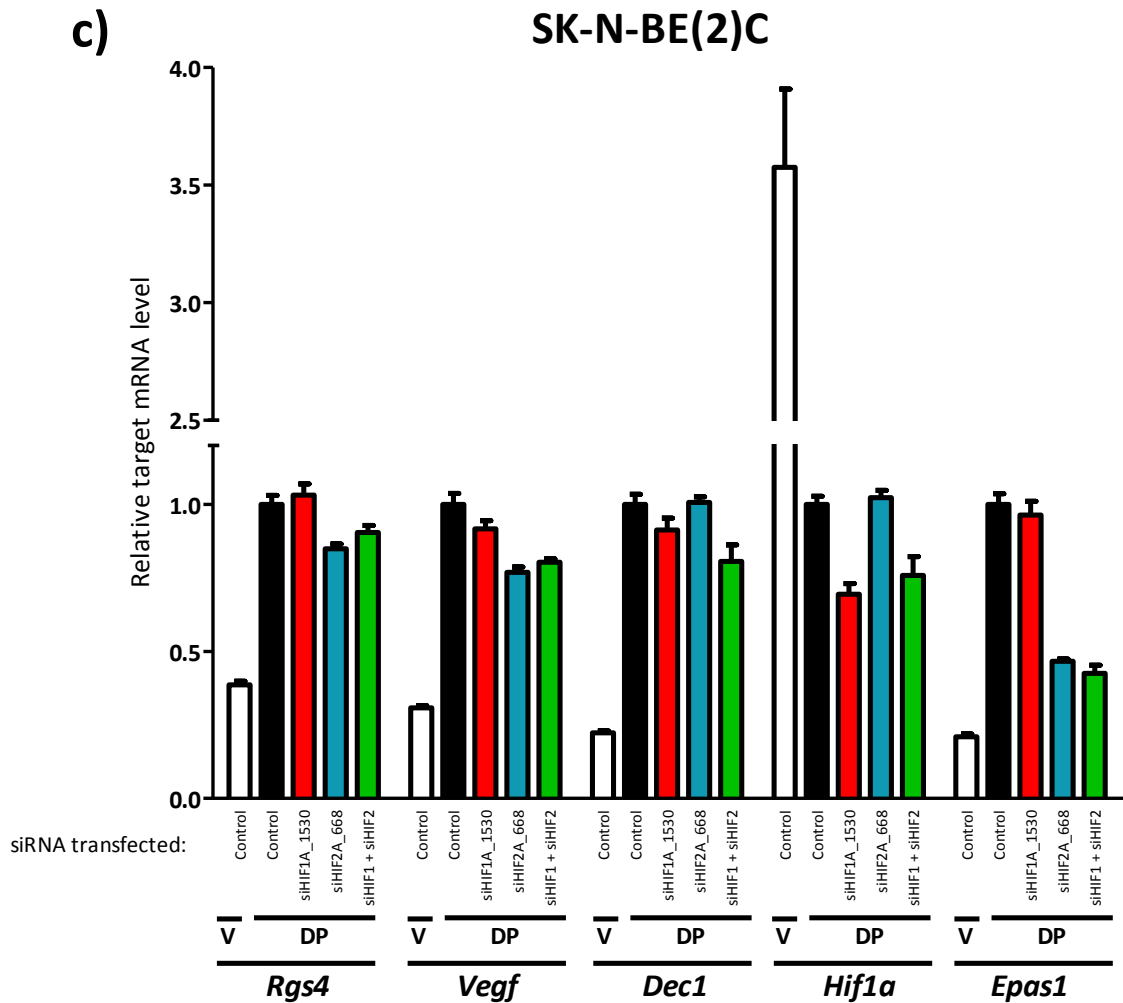 c)
SK-N-BE(2)C
Relative target mRNA level
4.0
3.5
3.0
2.5
1.0
0.5
0.0
siRNA transfected:
Control
Control
siHIF1A_1530
siHIF2A_668
siHIF1 + siHIF2
Control
Control
siHIF1A_1530
siHIF2A_668
siHIF1 + siHIF2
Control
Control
siHIF1A_1530
siHIF2A_668
siHIF1 + siHIF2
Control
Control
siHIF1A_1530
siHIF2A_668
siHIF1 + siHIF2
Control
Control
siHIF1A_1530
siHIF2A_668
siHIF1 + siHIF2
V DP V DP V DP V DP V DP
Rgs4 Vegf Dec1 Hif1a Epas1